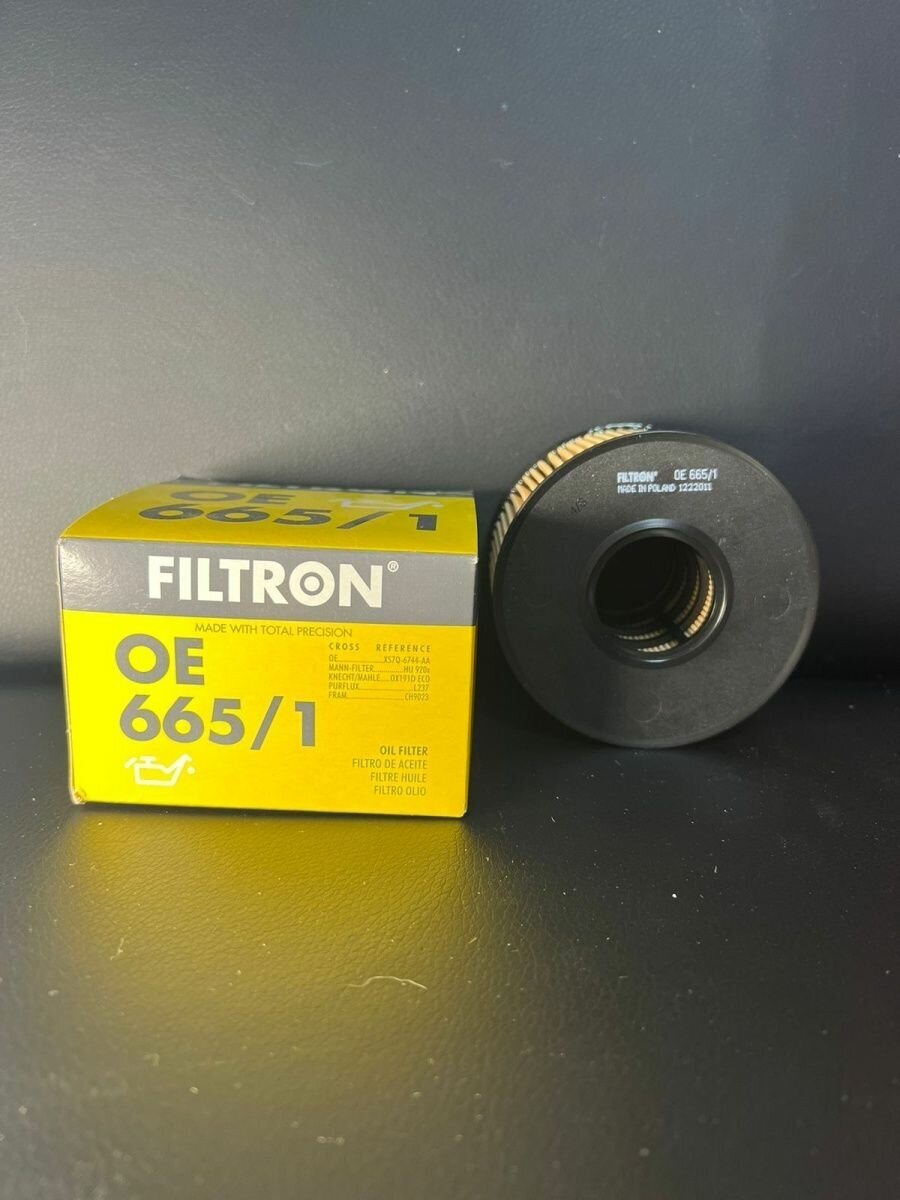 OE
665/1
FILTRON®
MADE WITH TOTAL PRECISION
OE
665/1
CROSS REFERENCE
OE XS7Q-6744-AA
MANN-FILTER HU 920x
KNECHT/MAHLE OX191D ECO
PURFLUX L237
FRAM CH9023
OIL FILTER
FILTRO DE ACEITE
FILTRE HUILE
FILTRO OLIO
FILTRON® OE 665/1
MADE IN POLAND 1222011